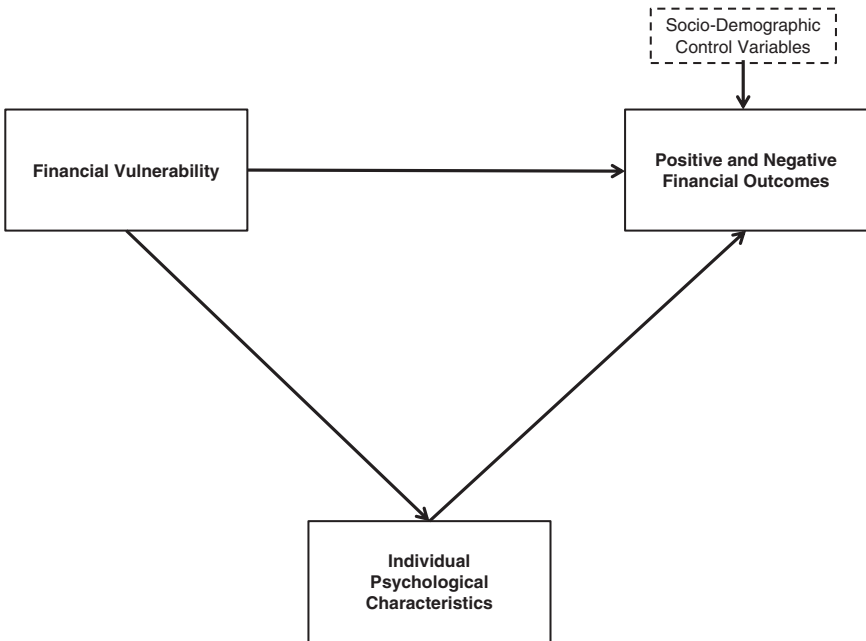 Socio-Demographic
Control Variables
Financial Vulnerability
Positive and Negative
Financial Outcomes
Individual
Psychological
Characteristics